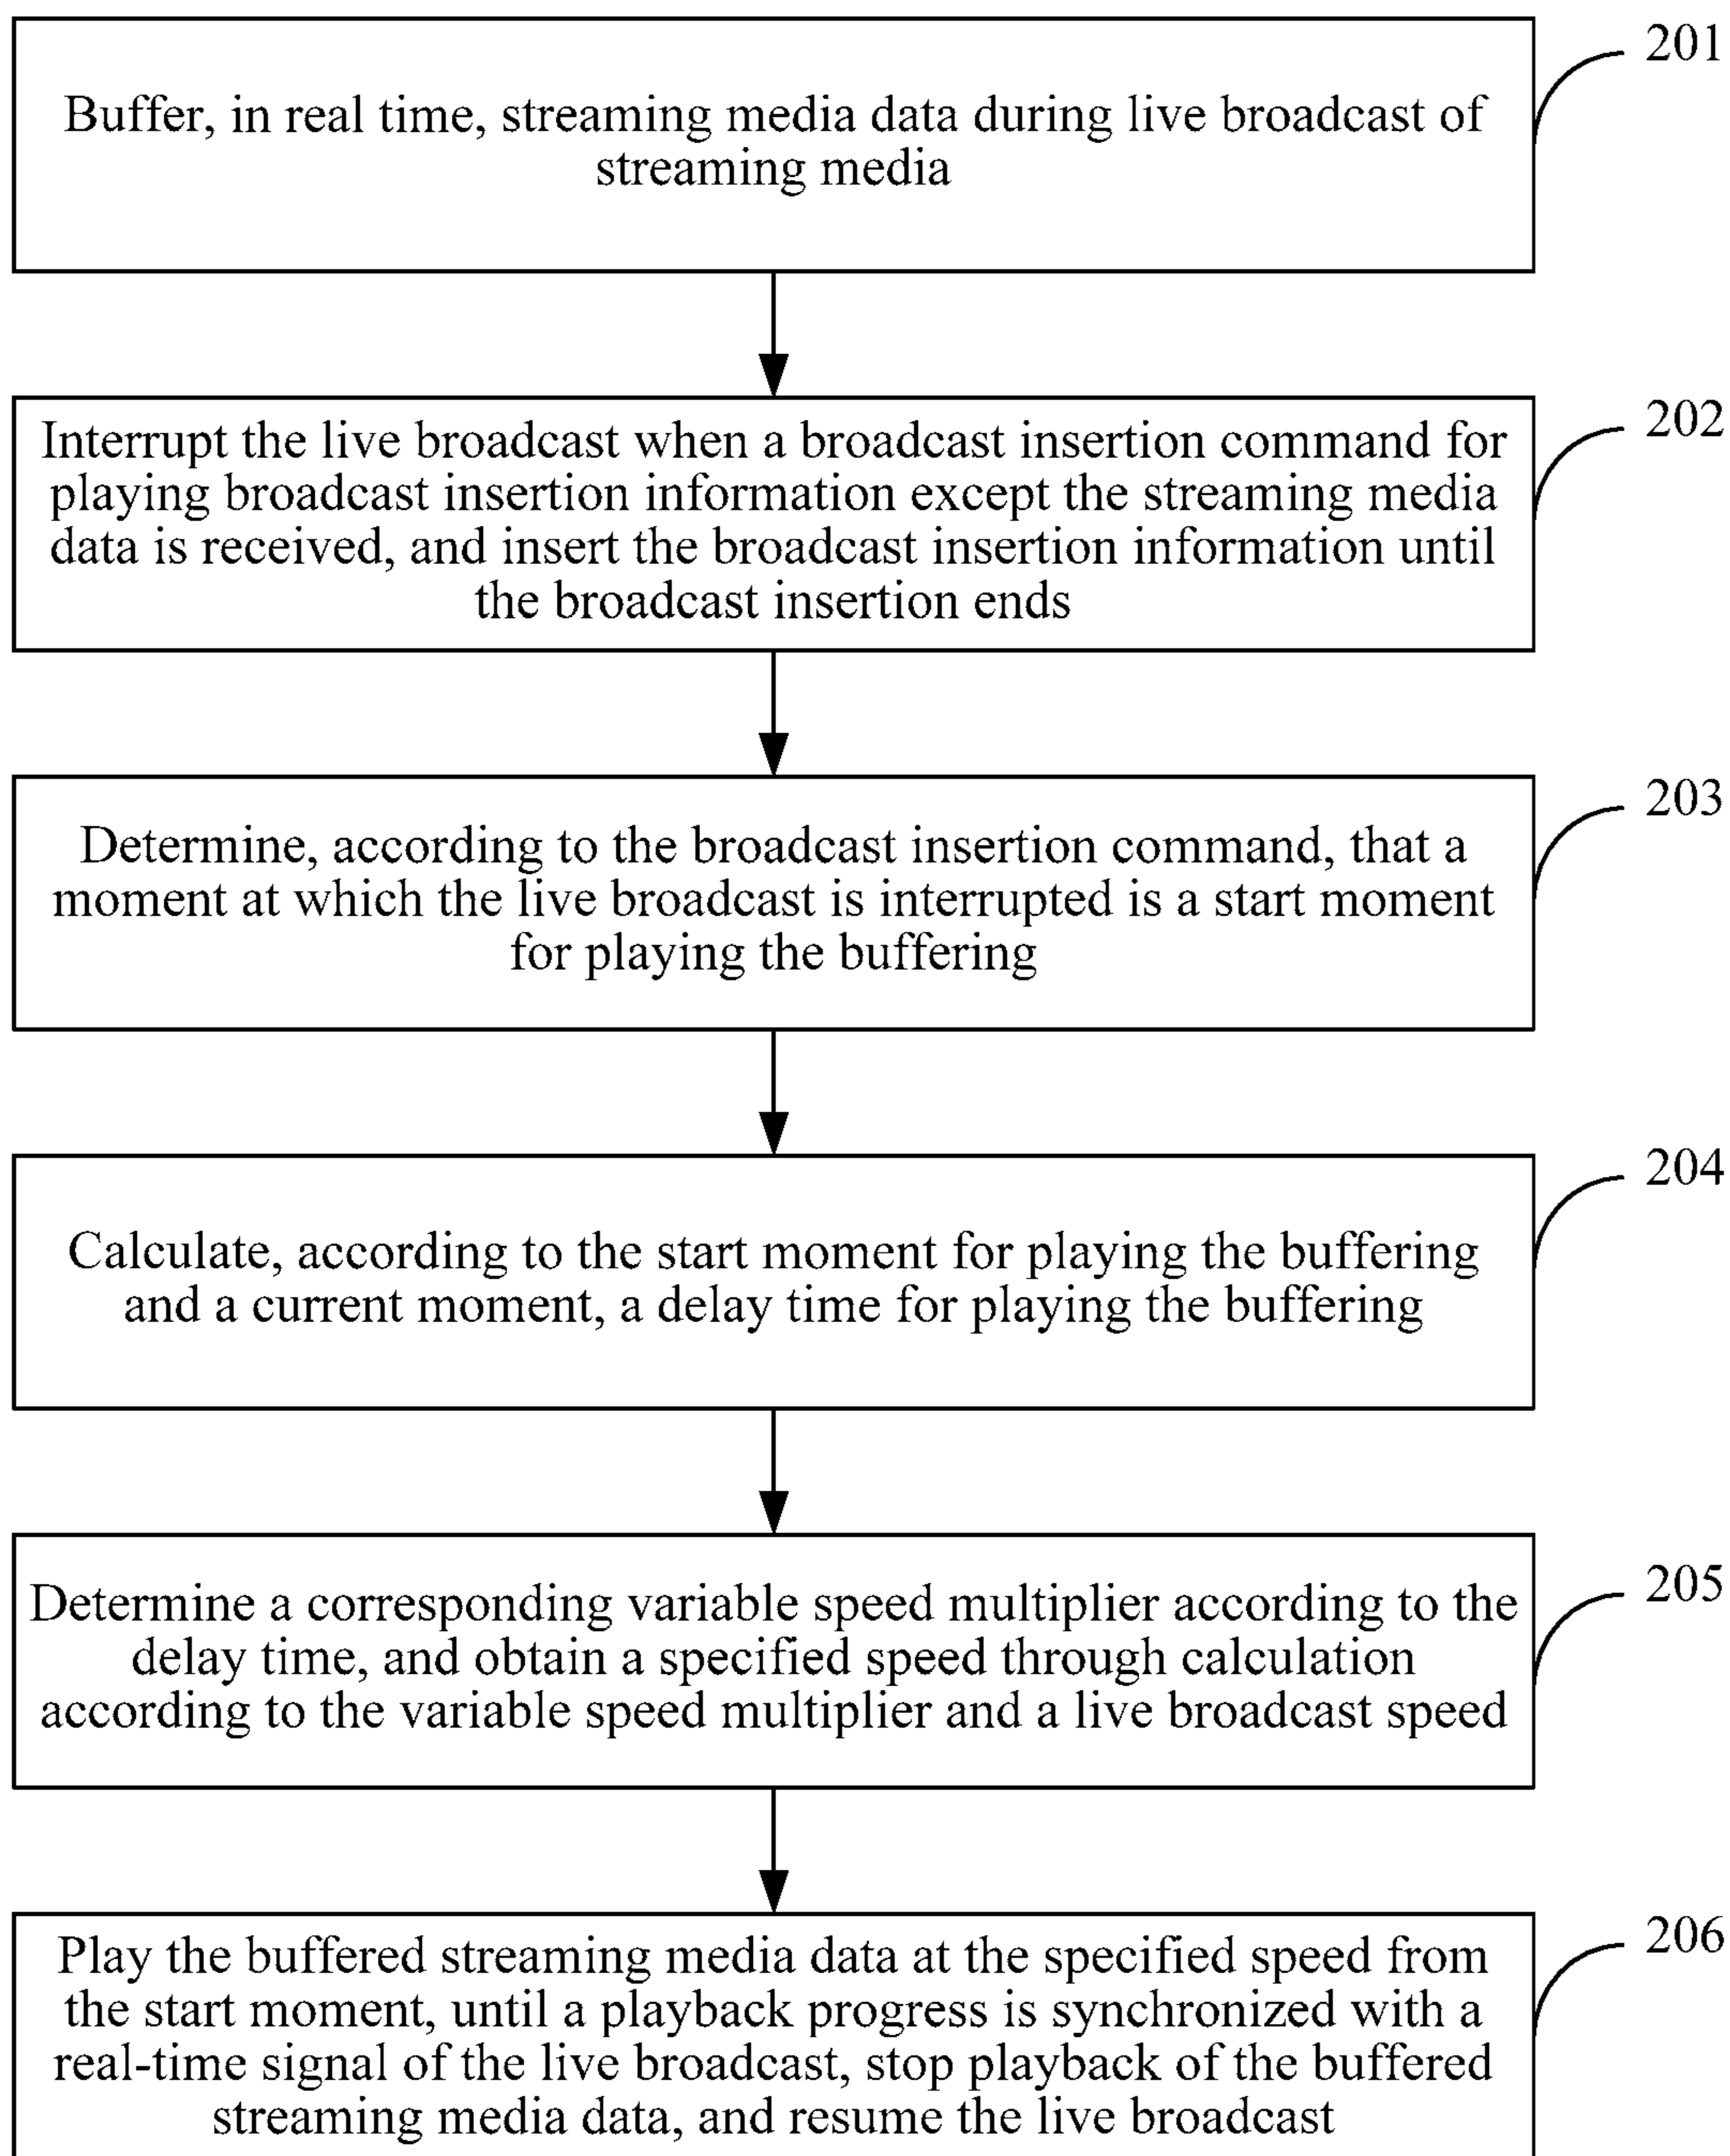 201
Buffer, in real time, streaming media data during live broadcast of
streaming media
202
Interrupt the live broadcast when a broadcast insertion command for
playing broadcast insertion information except the streaming media
data is received, and insert the broadcast insertion information until
the broadcast insertion ends
203
Determine, according to the broadcast insertion command, that a
moment at which the live broadcast is interrupted is a start moment
for playing the buffering
204
Calculate, according to the start moment for playing the buffering
and a current moment, a delay time for playing the buffering
205
Determine a corresponding variable speed multiplier according to the
delay time, and obtain a specified speed through calculation
according to the variable speed multiplier and a live broadcast speed
206
Play the buffered streaming media data at the specified speed from
the start moment, until a playback progress is synchronized with a
real-time signal of the live broadcast, stop playback of the buffered
streaming media data, and resume the live broadcast